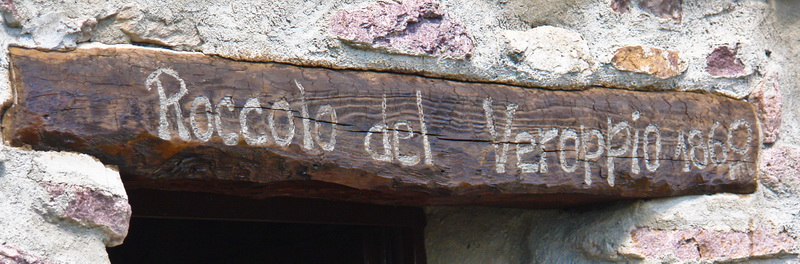 Roccolo del Veroppio 1869